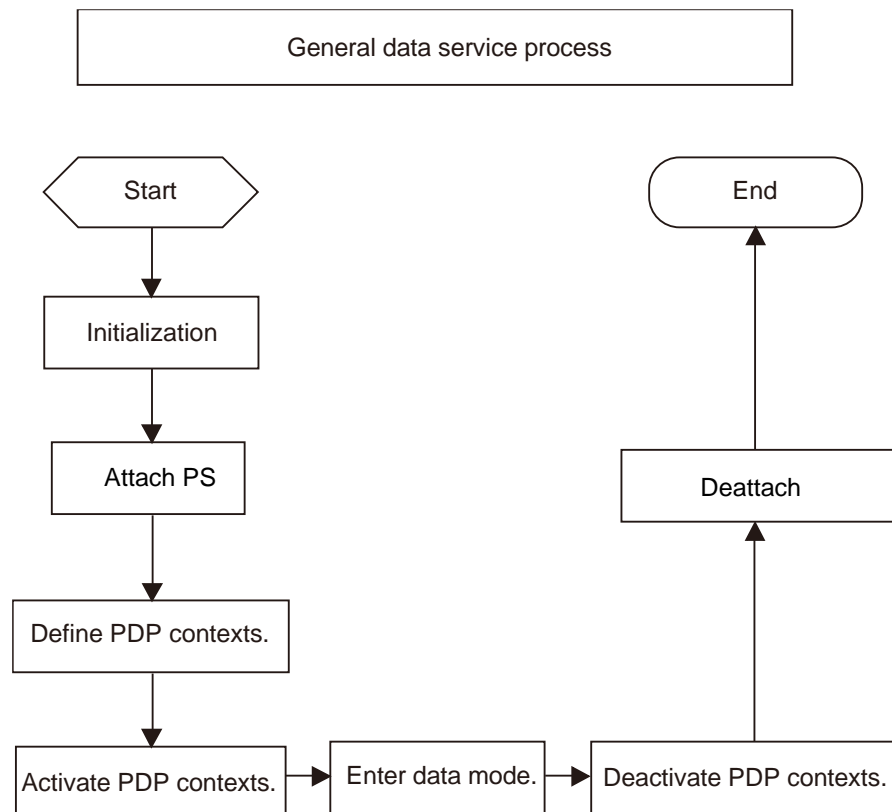 General data service process
Start
End
Initialization
Attach PS
Deattach
Define PDP contexts.
Activate PDP contexts.
Enter data mode.
Deactivate PDP contexts.